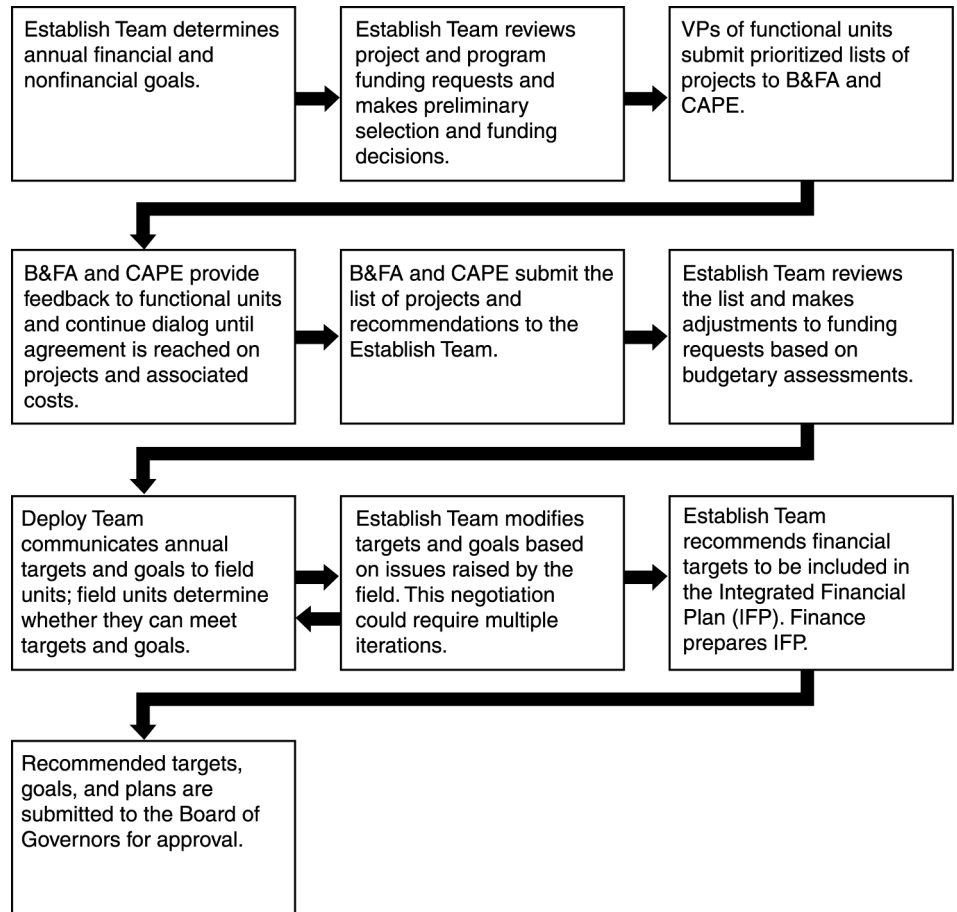 Establish Team determines
annual financial and
nonfinancial goals.
Establish Team reviews
project and program
funding requests and
makes preliminary
selection and funding
decisions.
VPs of functional units
submit prioritized lists of
projects to B&FA and
CAPE.
B&FA and CAPE provide
feedback to functional units
and continue dialog until
agreement is reached on
projects and associated
costs.
B&FA and CAPE submit the
list of projects and
recommendations to the
Establish Team.
Establish Team reviews
the list and makes
adjustments to funding
requests based on
budgetary assessments.
Deploy Team
communicates annual
targets and goals to field
units; field units determine
whether they can meet
targets and goals.
Establish Team modifies
targets and goals based
on issues raised by the
field. This negotiation
could require multiple
iterations.
Establish Team
recommends financial
targets to be included in
the Integrated Financial
Plan (IFP). Finance
prepares IFP.
Recommended targets,
goals, and plans are
submitted to the Board of
Governors for approval.